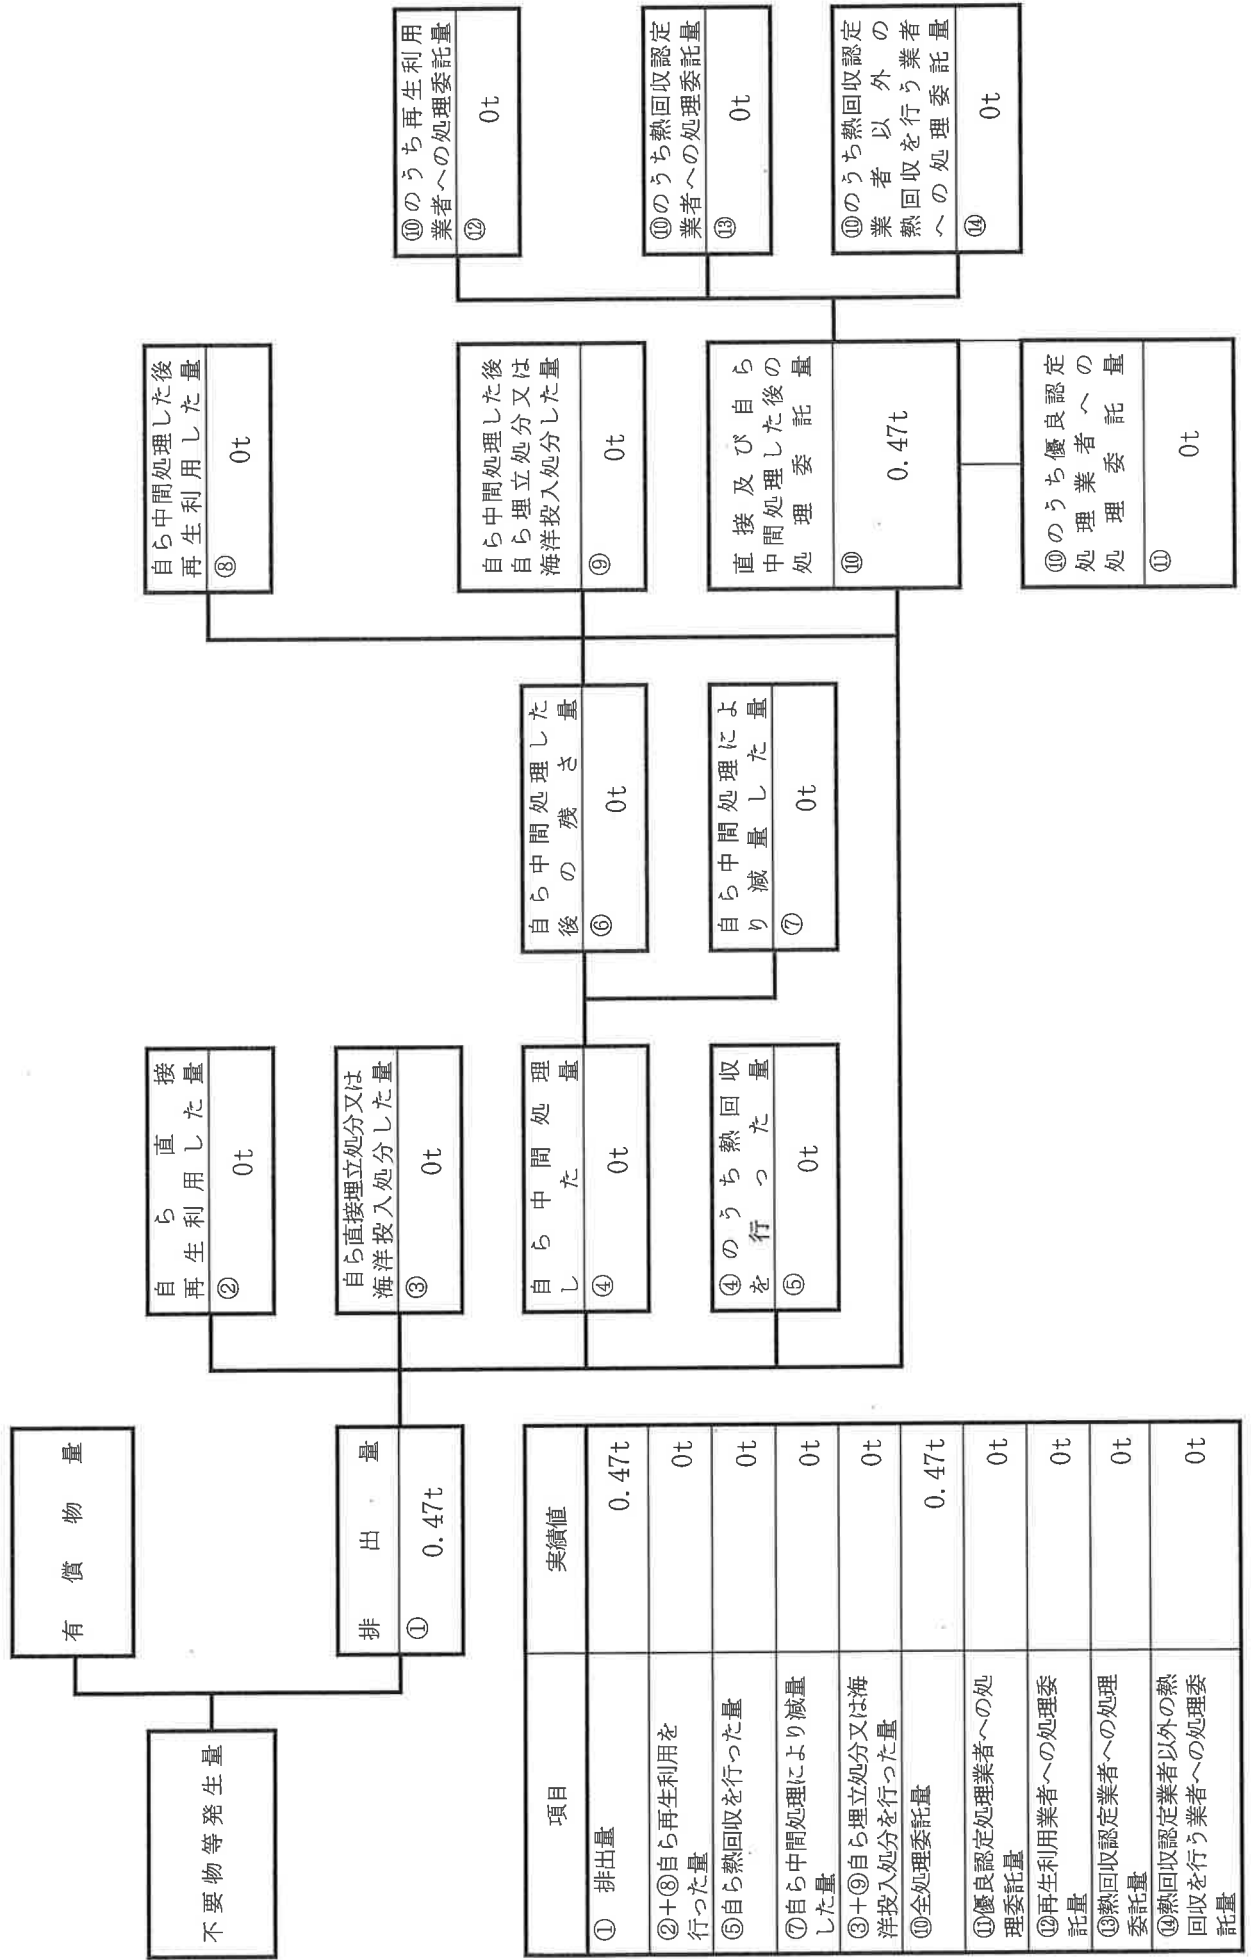 不要物等発生量
有償物量
排出量
①
0.47t
自ら直接
再生利用した量
②
0t
自ら直接埋立処分又は
海洋投入処分した量
③
0t
自ら中間処理
した量
④
0t
④のうち熱回収
を行った量
⑤
0t
自ら中間処理した
後の残さ量
⑥
0t
自ら中間処理によ
り減量した量
⑦
0t
自ら中間処理した後
再生利用した量
⑧
0t
自ら中間処理した後
自ら埋立処分又は
海洋投入処分した量
⑨
0t
直接及び自ら
中間処理した後の
処理委託量
⑩
0.47t
⑩のうち優良認定
処理業者への
処理委託量
⑪
0t
⑩のうち再生利用
業者への処理委託量
⑫
0t
⑩のうち熱回収認定
業者への処理委託量
⑬
0t
⑩のうち熱回収認定
業者以外の
熱回収を行う業者
への処理委託量
⑭
0t
項目
実績値
①　排出量
0.47t
②+⑧自ら再生利用を
行った量
0t
⑤自ら熱回収を行った量
0t
⑦自ら中間処理により減量
した量
0t
③+⑨自ら埋立処分又は海
洋投入処分を行った量
0t
⑩全処理委託量
0.47t
⑪優良認定処理業者への処
理委託量
0t
⑫再生利用業者への処理委
託量
0t
⑬熱回収認定業者への処理
委託量
0t
⑭熱回収認定業者以外の熱
回収を行う業者への処理委
託量
0t